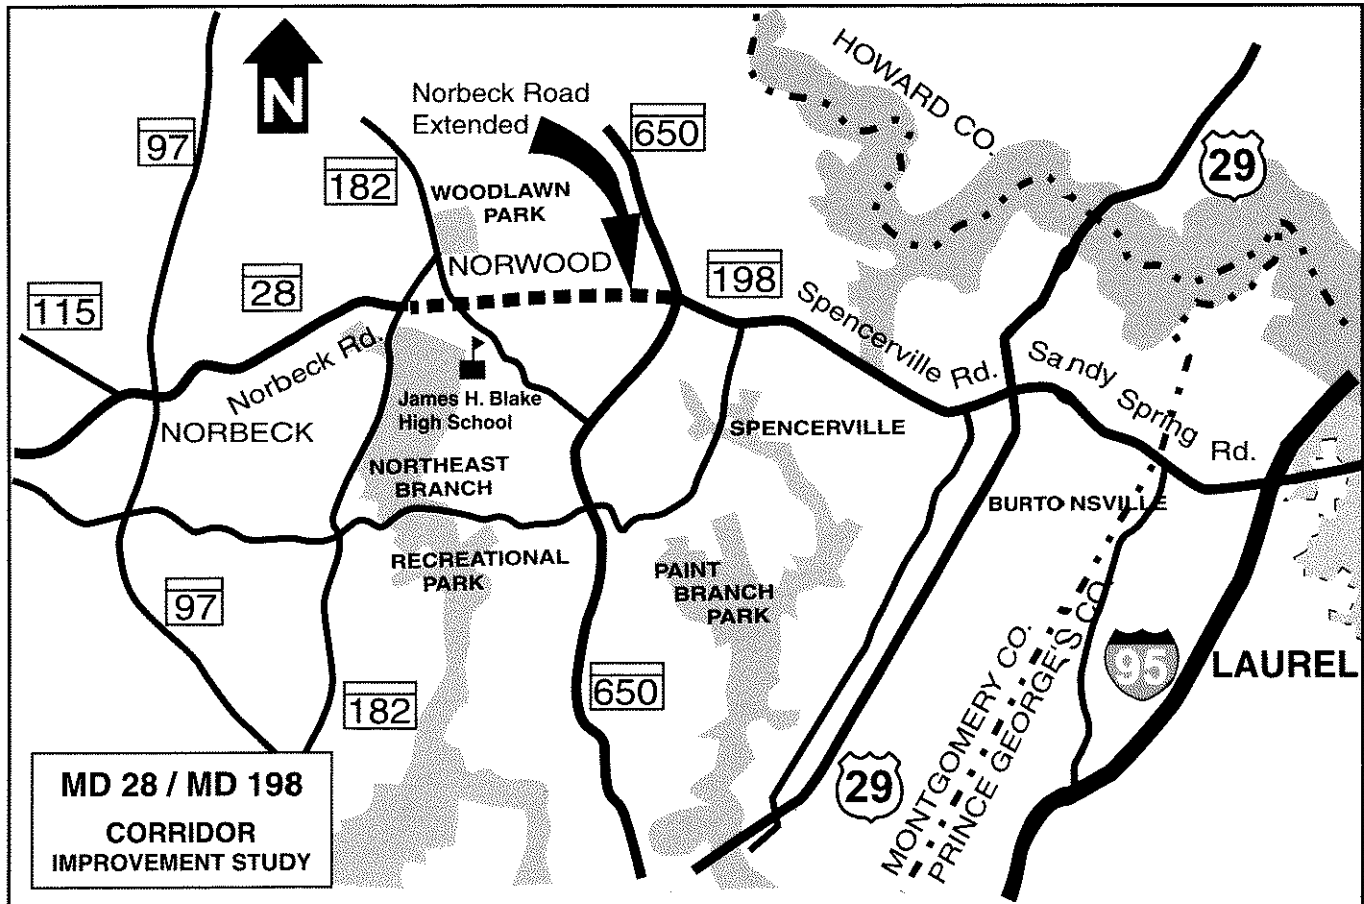 N
Norbeck Road
Extended
HOWARD CO.
97
650
29
182
WOODLAWN
PARK
NORWOOD
198
28
115
Spencerville Rd.
Sandy Spring Rd.
Norbeck Rd.
James H. Blake
High School
NORBECK
SPENCERVILLE
NORTHEAST
BRANCH
BURTONSVILLE
RECREATIONAL
PARK
PAINT
BRANCH
PARK
97
650
182
95
LAUREL
29
MONTGOMERY CO.
PRINCE GEORGE'S CO.
MD 28 / MD 198
CORRIDOR
IMPROVEMENT STUDY